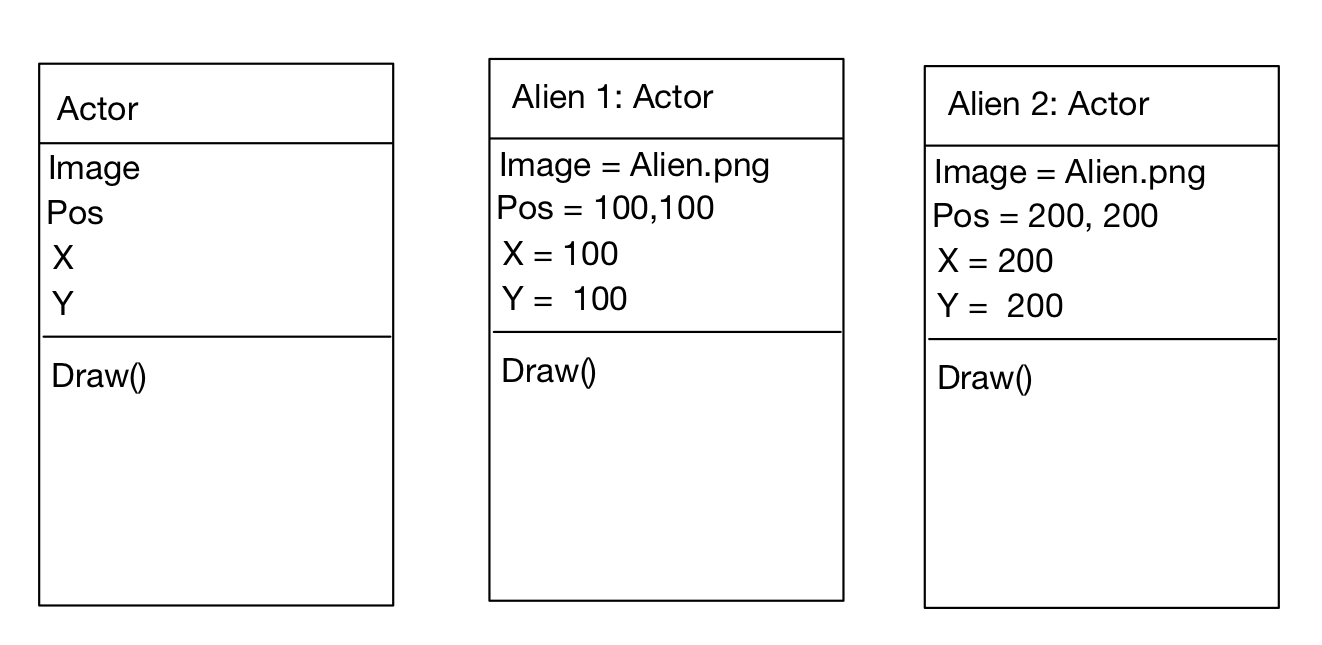 Actor
Image
Pos
X
Y
Draw()
Alien 1: Actor
Image = Alien.png
Pos = 100,100
X = 100
Y =  100
Draw()
Alien 2: Actor
Image = Alien.png
Pos = 200, 200
X = 200
Y =  200
Draw()